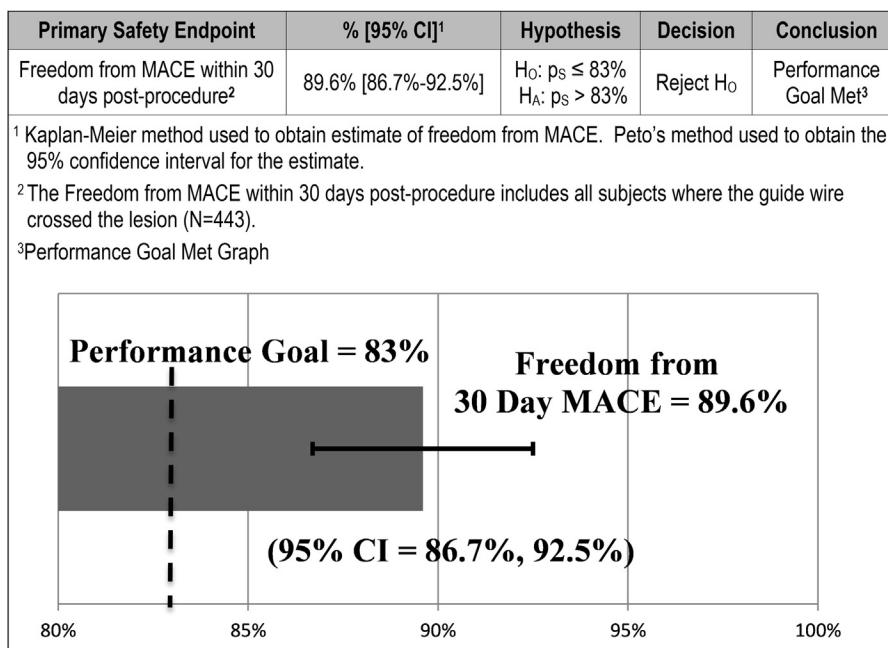 Primary Safety Endpoint % [95% CI]¹ Hypothesis Decision Conclusion
Freedom from MACE within 30 days post-procedure² 89.6% [86.7%-92.5%] H₀: pₛ ≤ 83% Hₐ: pₛ > 83% Reject H₀ Performance Goal Met³
¹ Kaplan-Meier method used to obtain estimate of freedom from MACE. Peto's method used to obtain the
95% confidence interval for the estimate.
² The Freedom from MACE within 30 days post-procedure includes all subjects where the guide wire
crossed the lesion (N=443).
³Performance Goal Met Graph
Performance Goal = 83%
Freedom from
30 Day MACE = 89.6%
(95% CI = 86.7%, 92.5%)
80% 85% 90% 95% 100%